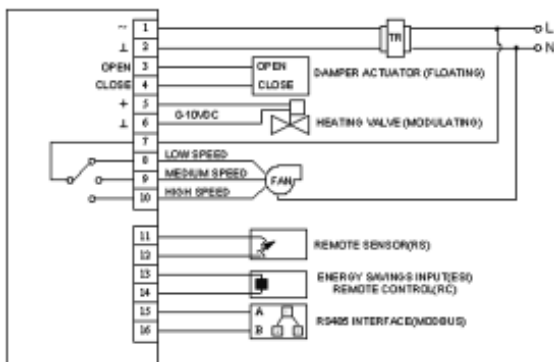 ~ 1 L
⊥ 2 TR N
OPEN 3 OPEN
CLOSE 4 CLOSE
DAMPER ACTUATOR (FLOATING)
+ 5
⊥ 6 0-10VDC HEATING VALVE (MODULATING)
7
8 LOW SPEED
9 MEDIUM SPEED FAN
10 HIGH SPEED
11
12
REMOTE SENSOR(RS)
13 ENERGY SAVINGS INPUT(ESI)
14 REMOTE CONTROL(RC)
15 A
16 B
RS485 INTERFACE(MODBUS)